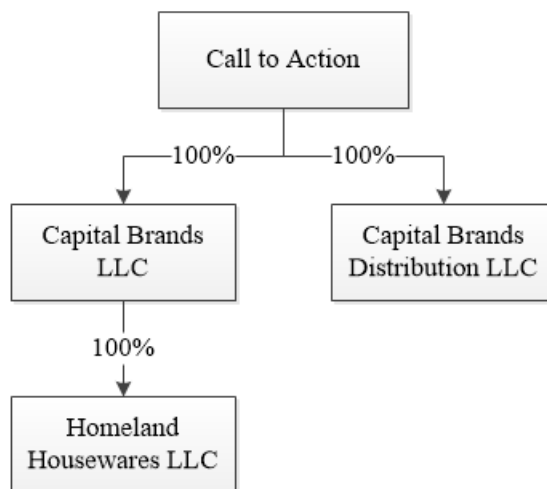 Call to Action
100%
100%
Capital Brands
LLC
Capital Brands
Distribution LLC
100%
Homeland
Housewares LLC